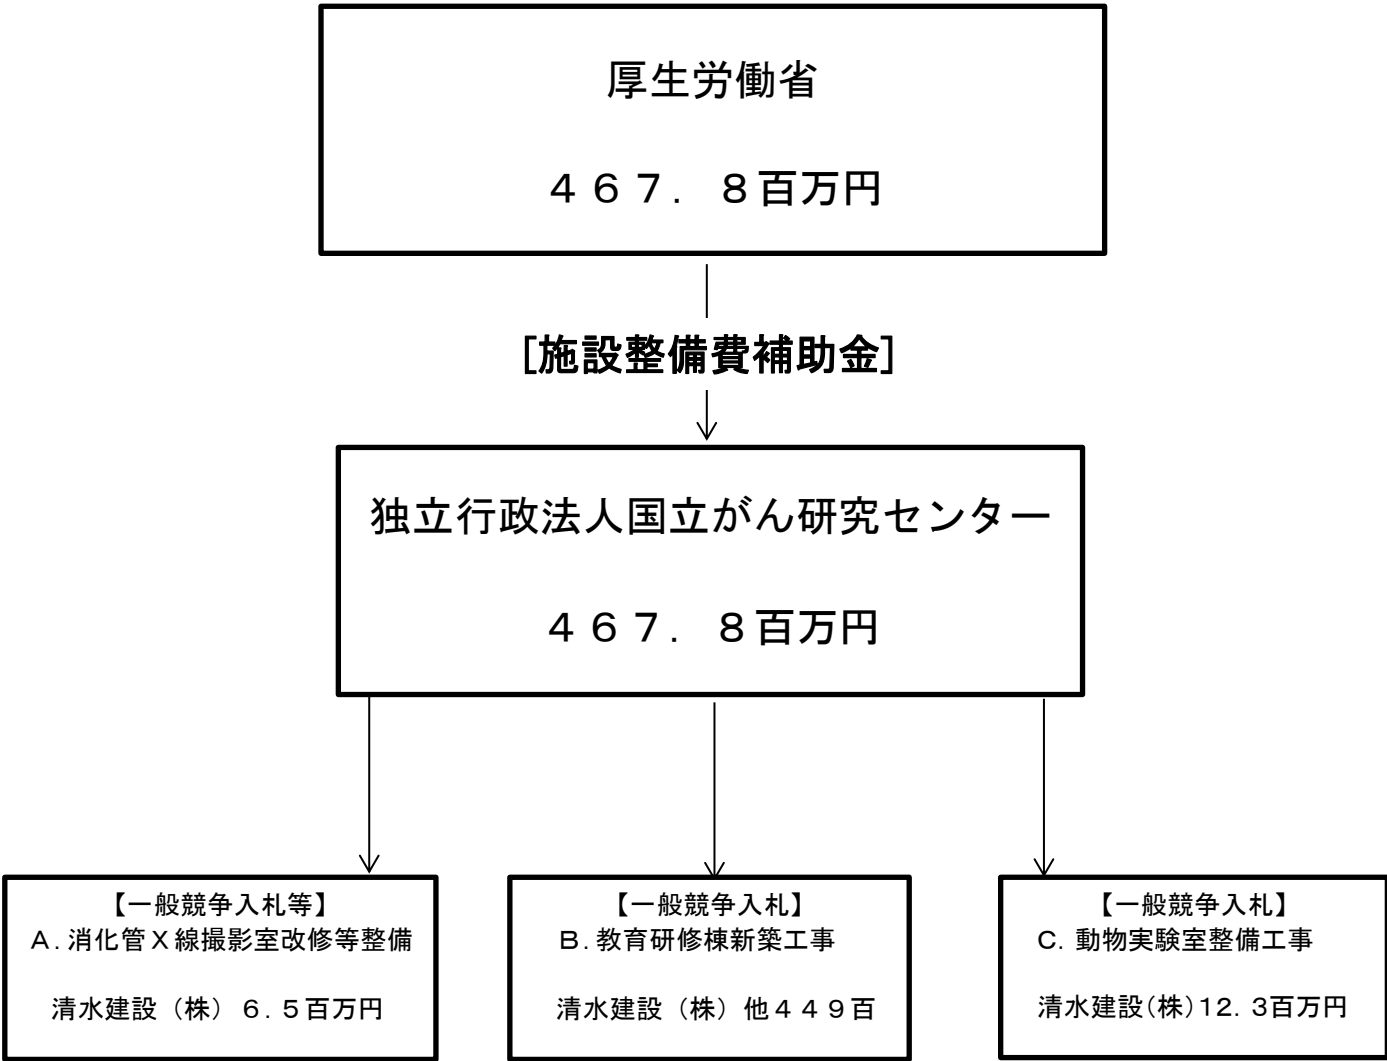 厚生労働省
４６７．８百万円
[施設整備費補助金]
独立行政法人国立がん研究センター
４６７．８百万円
【一般競争入札等】
Ａ．消化管Ｘ線撮影室改修等整備
清水建設（株）６．５百万円
【一般競争入札】
Ｂ．教育研修棟新築工事
清水建設（株）他４４９百
【一般競争入札】
Ｃ．動物実験室整備工事
清水建設（株）１２．３百万円